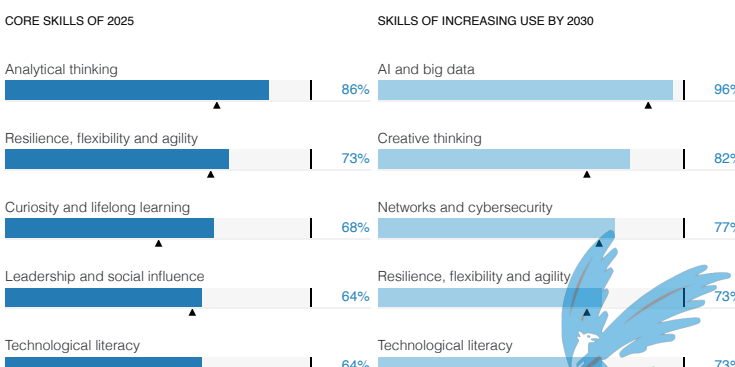 CORE SKILLS OF 2025
Analytical thinking
86%
Resilience, flexibility and agility
73%
Curiosity and lifelong learning
68%
Leadership and social influence
64%
Technological literacy
64%
SKILLS OF INCREASING USE BY 2030
AI and big data
96%
Creative thinking
82%
Networks and cybersecurity
77%
Resilience, flexibility and agility
73%
Technological literacy
73%